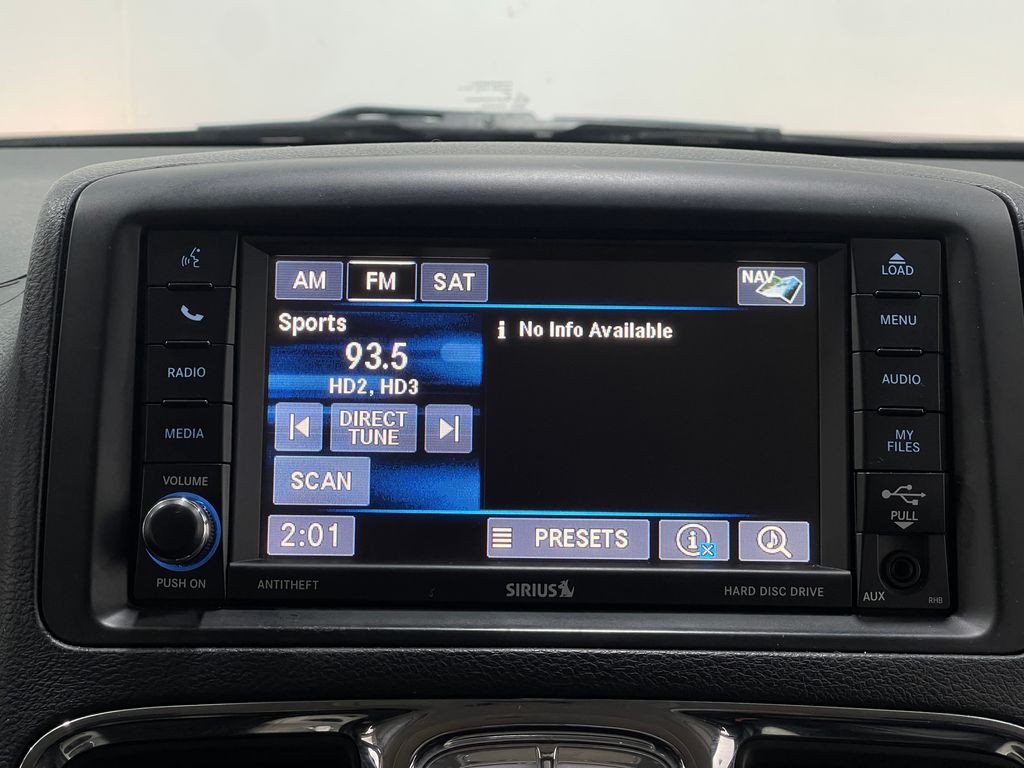 AM FM SAT NAV
Sports
93.5
HD2, HD3
DIRECT
TUNE
SCAN
2:01
No Info Available
PRESETS
RADIO
MEDIA
VOLUME
PUSH ON
LOAD
MENU
AUDIO
MY
FILES
PULL
AUX
RHB
ANTITHEFT
SIRIUS
HARD DISC DRIVE